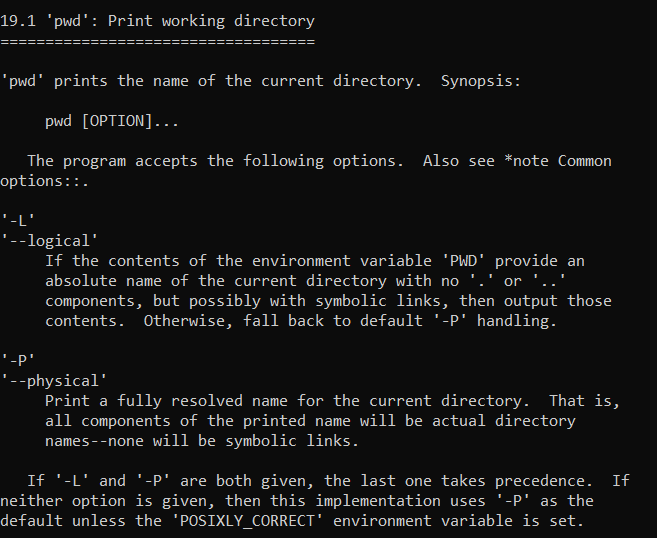 19.1 'pwd': Print working directory
===================================
'pwd' prints the name of the current directory.  Synopsis:
     pwd [OPTION]...
   The program accepts the following options.  Also see *note Common
options::.
'-L'
'--logical'
     If the contents of the environment variable 'PWD' provide an
     absolute name of the current directory with no '.' or '..'
     components, but possibly with symbolic links, then output those
     contents.  Otherwise, fall back to default '-P' handling.
'-P'
'--physical'
     Print a fully resolved name for the current directory.  That is,
     all components of the printed name will be actual directory
     names--none will be symbolic links.
   If '-L' and '-P' are both given, the last one takes precedence.  If
neither option is given, then this implementation uses '-P' as the
default unless the 'POSIXLY_CORRECT' environment variable is set.